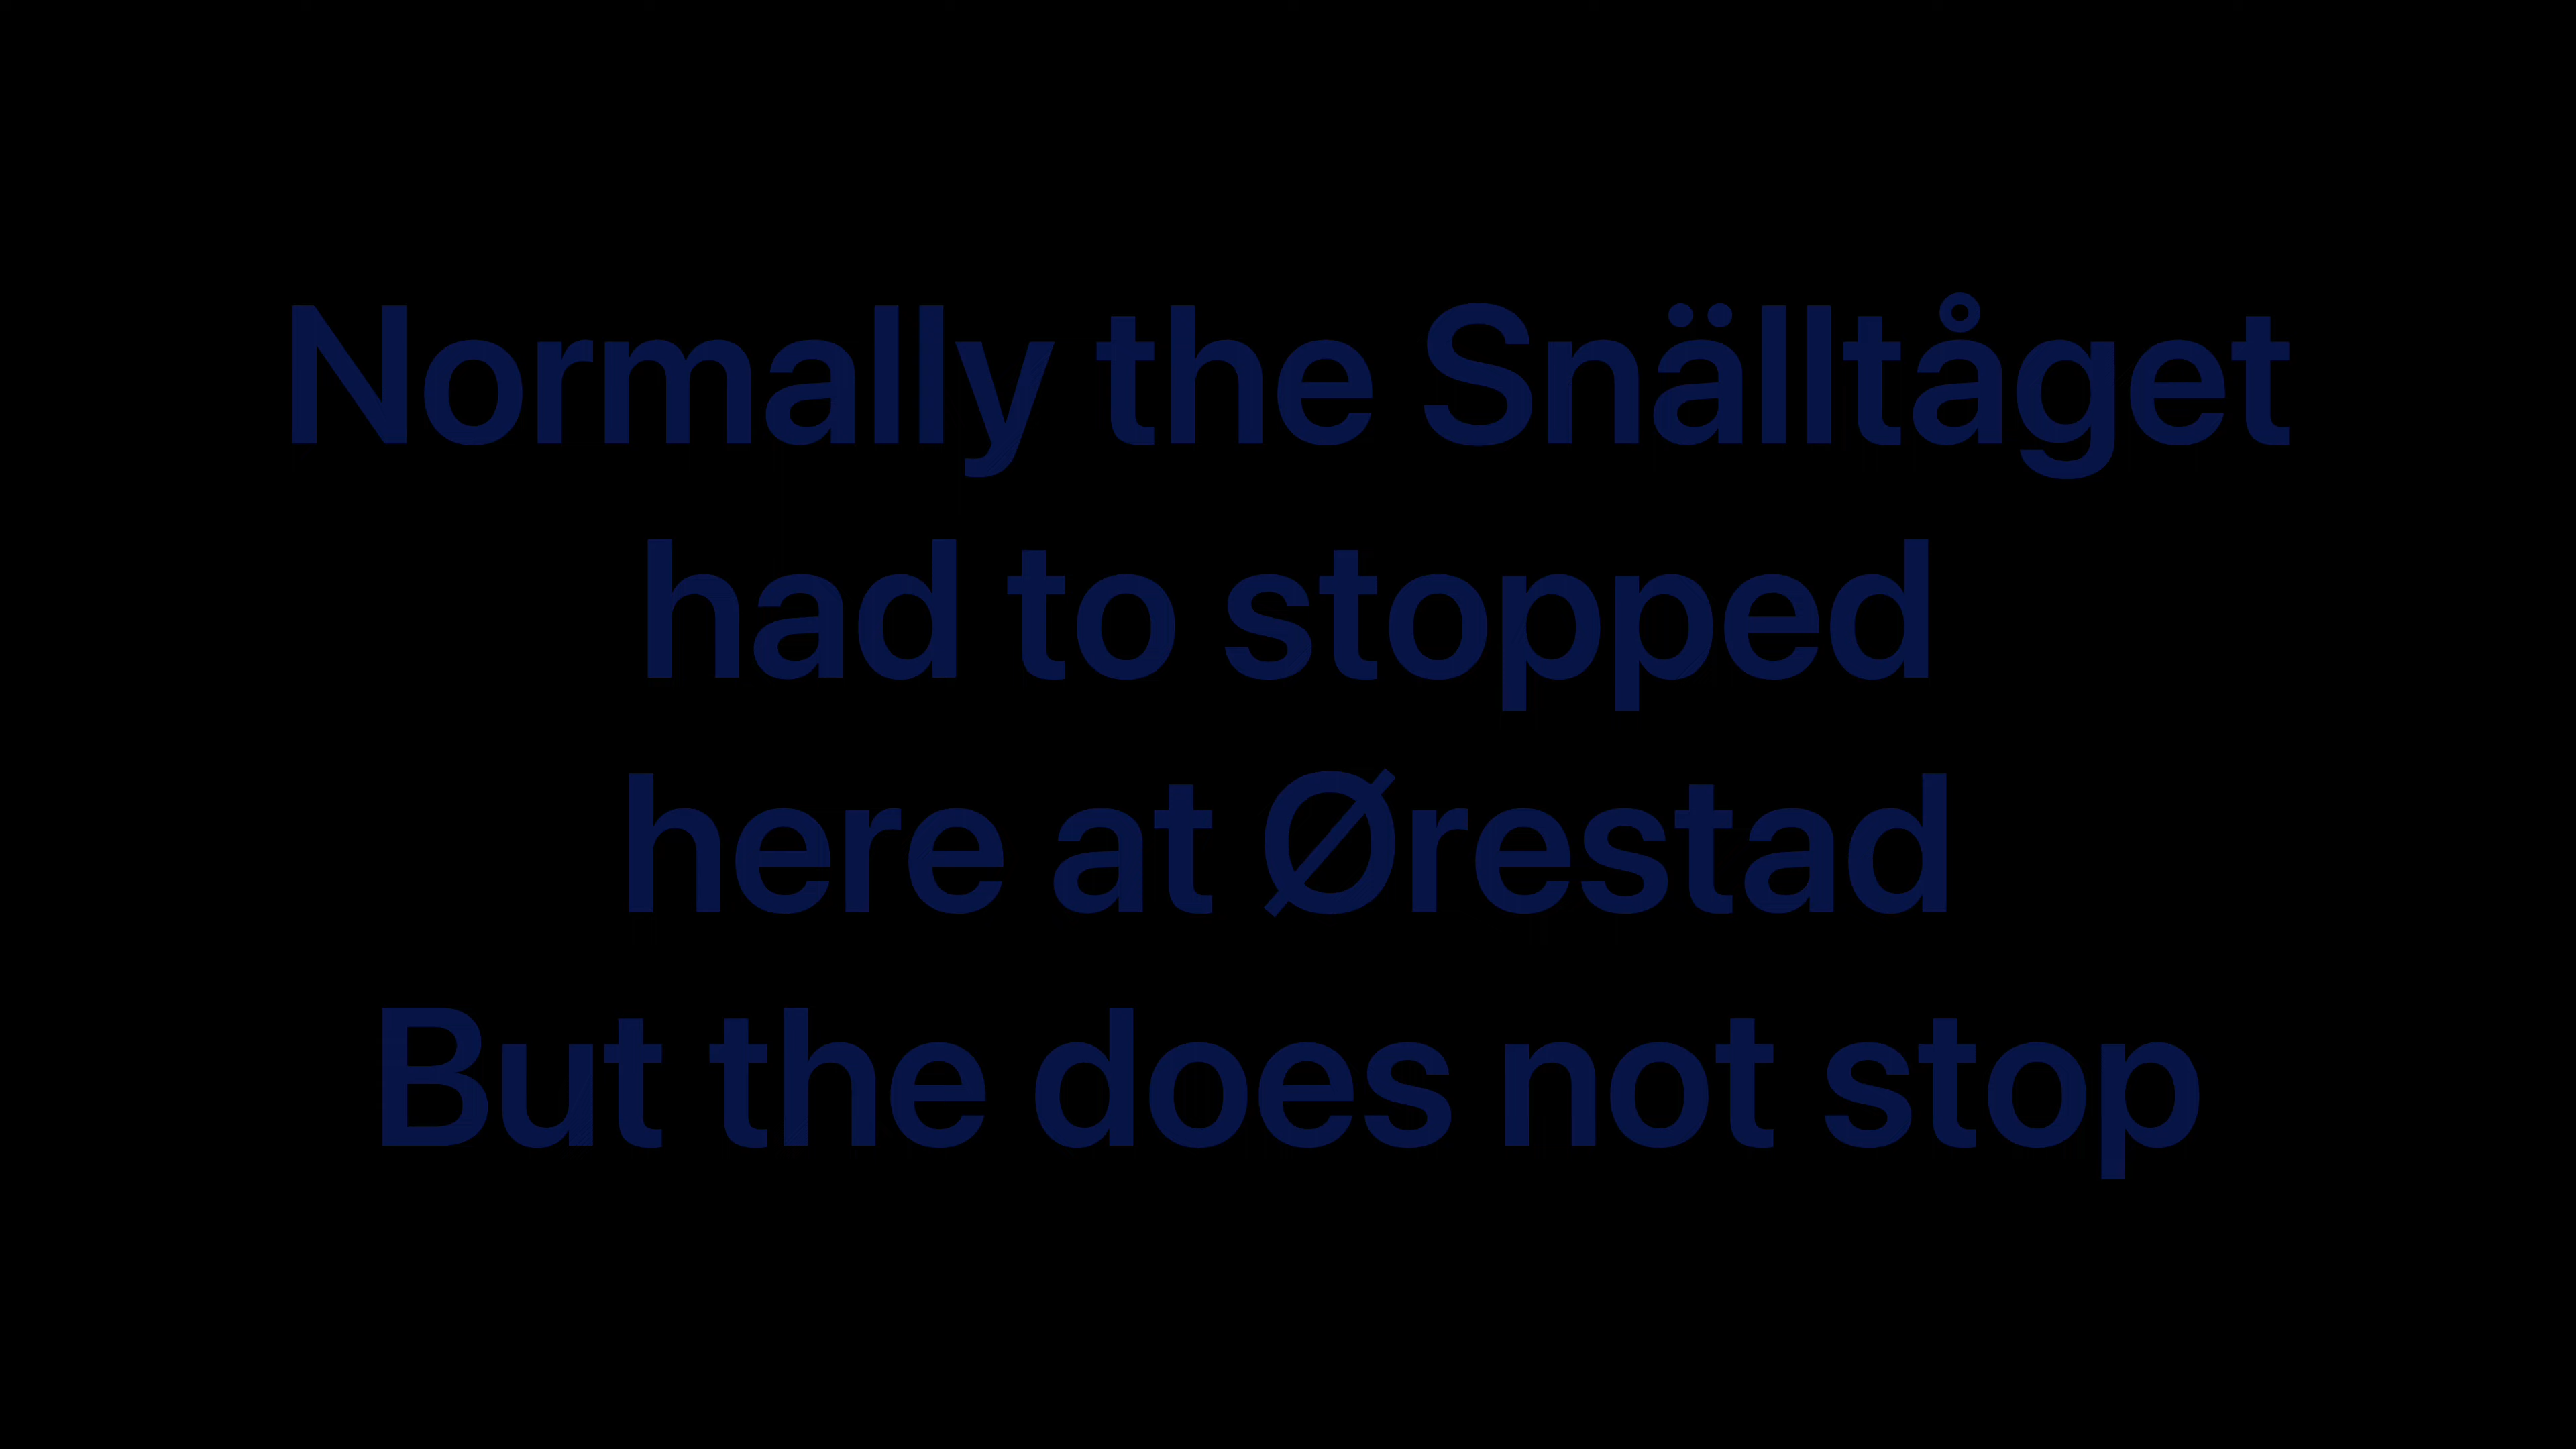 Normally the Snälltåget
had to stopped
here at Ørestad
But the does not stop